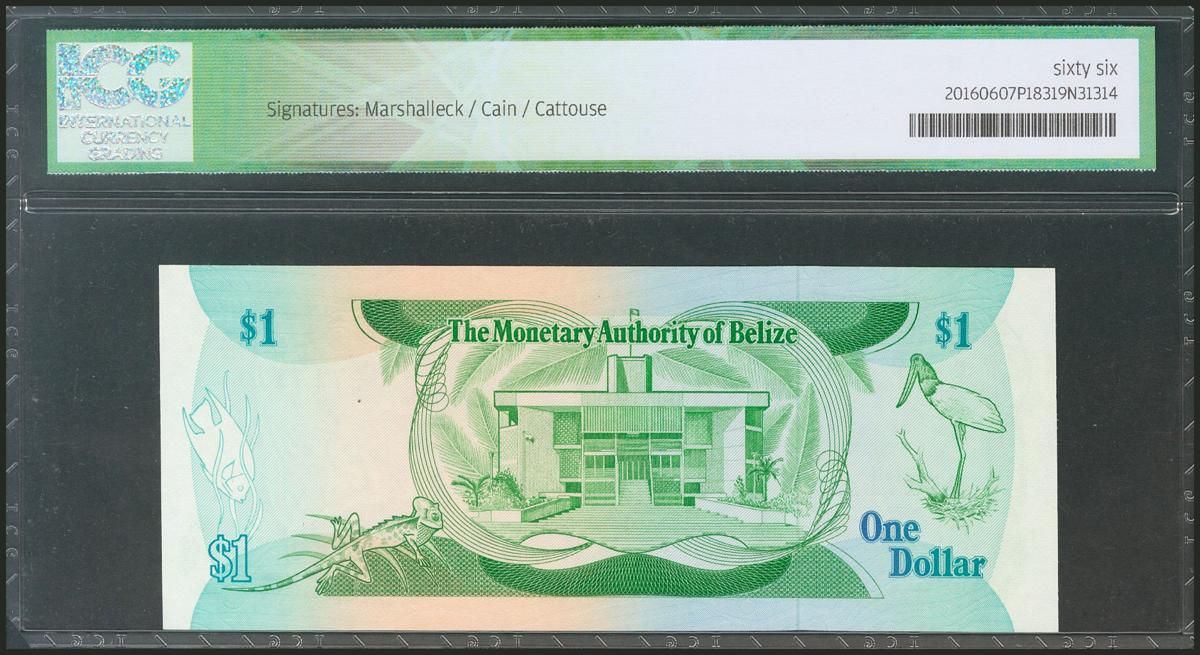 ICG
INTERNATIONAL
CURRENCY
GRADING
Signatures: Marshalleck / Cain / Cattouse
sixty six
20160607P18319N31314
$1
The Monetary Authority of Belize
$1
$1
One
Dollar